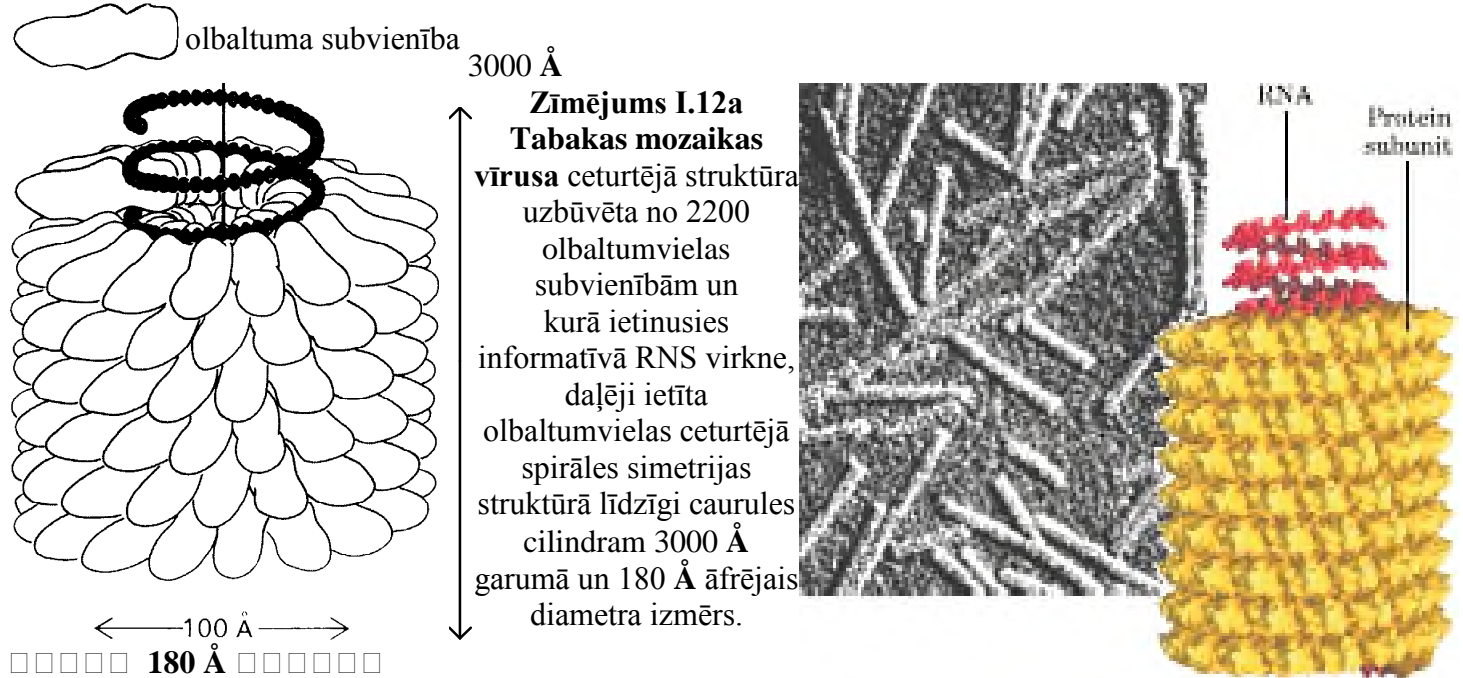 olbaltuma subvienība
3000 Å
Zīmējums I.12a
Tabakas mozaikas
vīrusa ceturtējā struktūra
uzbūvēta no 2200
olbaltumvielas
subvienībām un
kurā ietinusies
informatīvā RNS virkne,
daļēji ietīta
olbaltumvielas ceturtējā
spirāles simetrijas
struktūrā līdzīgi caurules
cilindram 3000 Å
garumā un 180 Å āfrējais
diametra izmērs.
100 Å
□□□□□ 180 Å □□□□□□
RNA
Protein
subunit